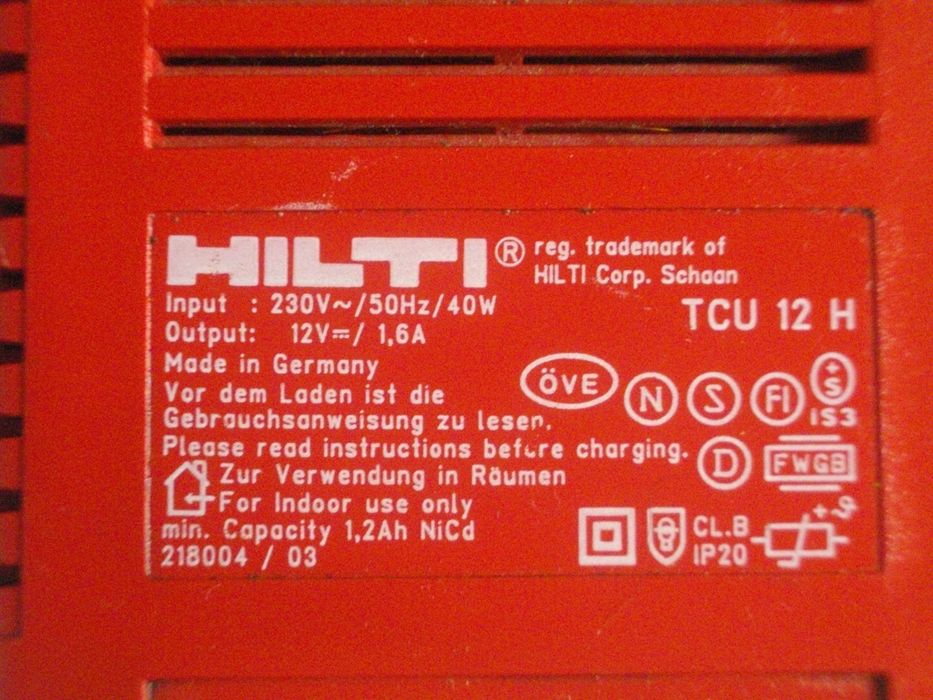 HILTI ® reg. trademark of
HILTI Corp. Schaan
Input : 230V~/50Hz/40W
TCU 12 H
Output: 12V⎓/ 1,6A
Made in Germany
Vor dem Laden ist die
Gebrauchsanweisung zu lesen.
Please read instructions before charging.
Zur Verwendung in Räumen
For Indoor use only
min. Capacity 1,2Ah NiCd
218004 / 03
ÖVE N S FI + S
IS3
D FWGB
CL.B
IP20
+ϑ